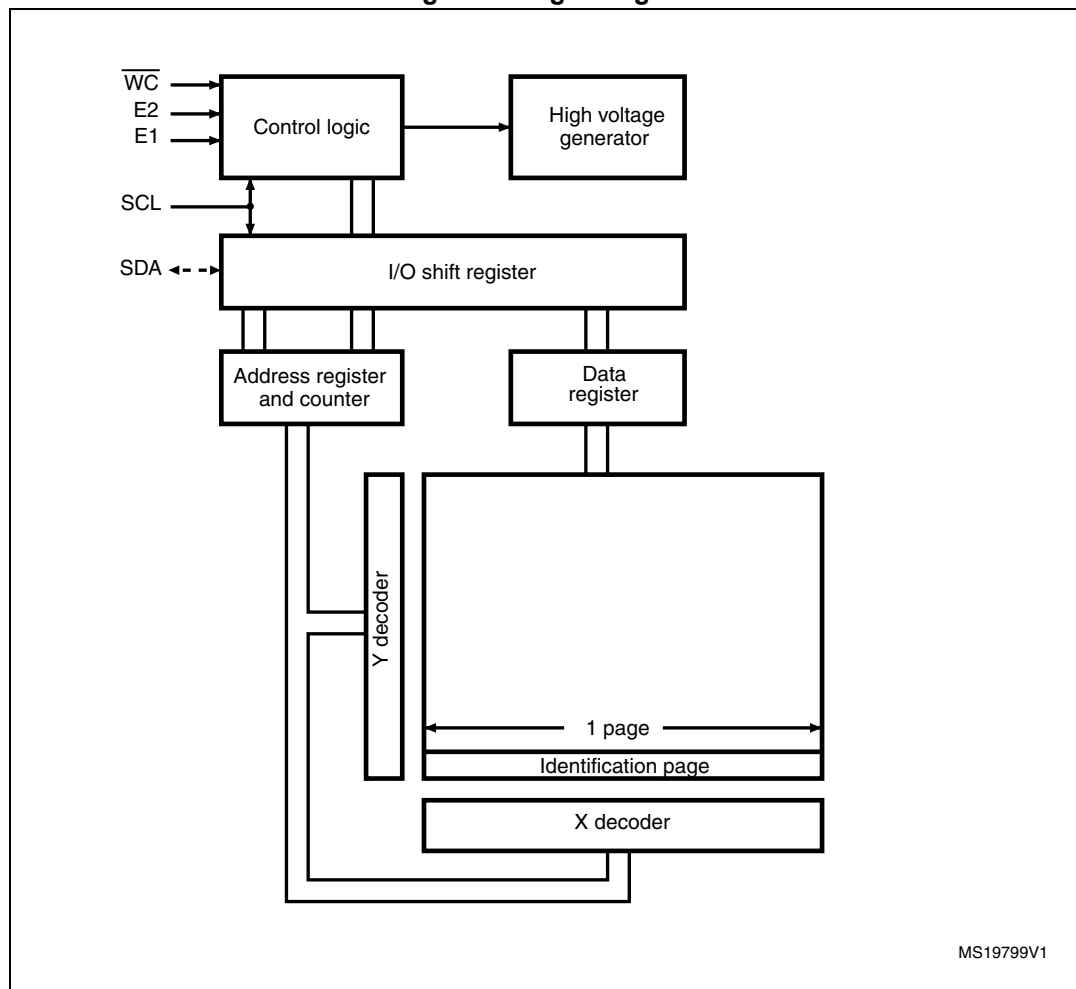 W̅C̅
E2
E1
Control logic
High voltage
generator
SCL
SDA
I/O shift register
Address register
and counter
Data
register
Y decoder
1 page
Identification page
X decoder
MS19799V1